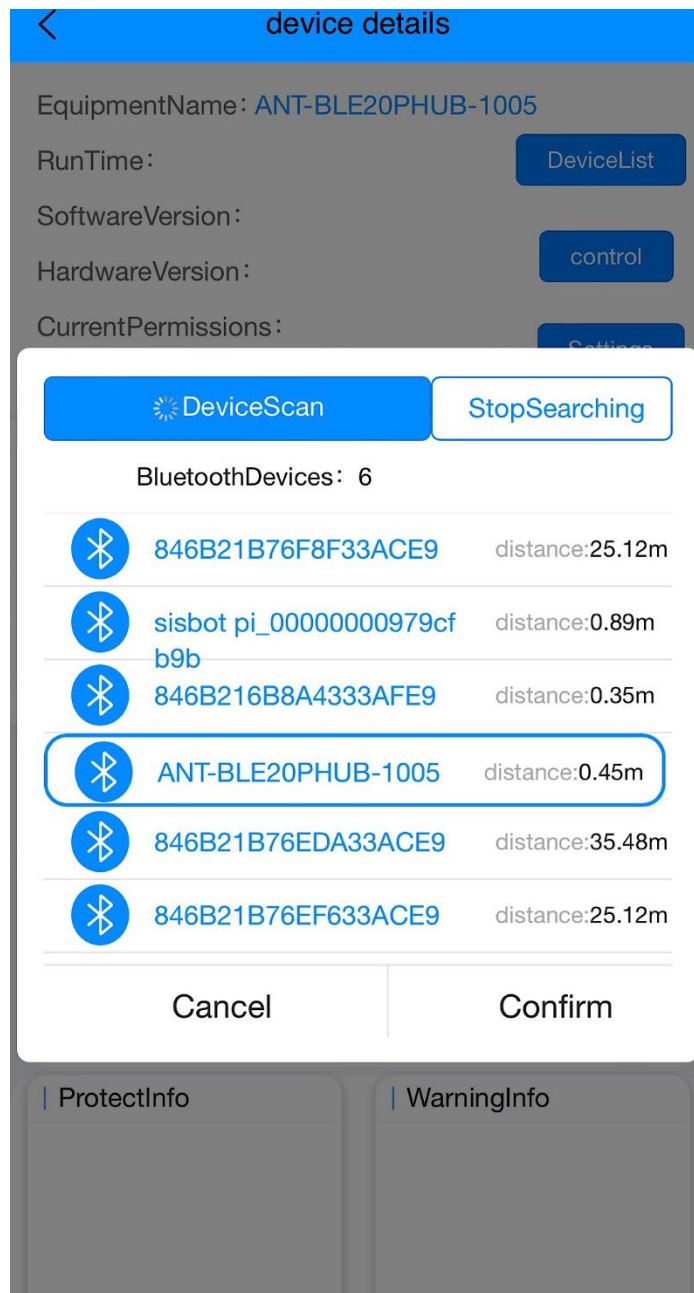 device details
EquipmentName：ANT-BLE20PHUB-1005
RunTime：
DeviceList
SoftwareVersion：
HardwareVersion：
control
CurrentPermissions：
Settings
DeviceScan
StopSearching
BluetoothDevices：6
846B21B76F8F33ACE9 distance:25.12m
sisbot pi_00000000979cf distance:0.89m
b9b
846B216B8A4333AFE9 distance:0.35m
ANT-BLE20PHUB-1005 distance:0.45m
846B21B76EDA33ACE9 distance:35.48m
846B21B76EF633ACE9 distance:25.12m
Cancel
Confirm
ProtectInfo
WarningInfo